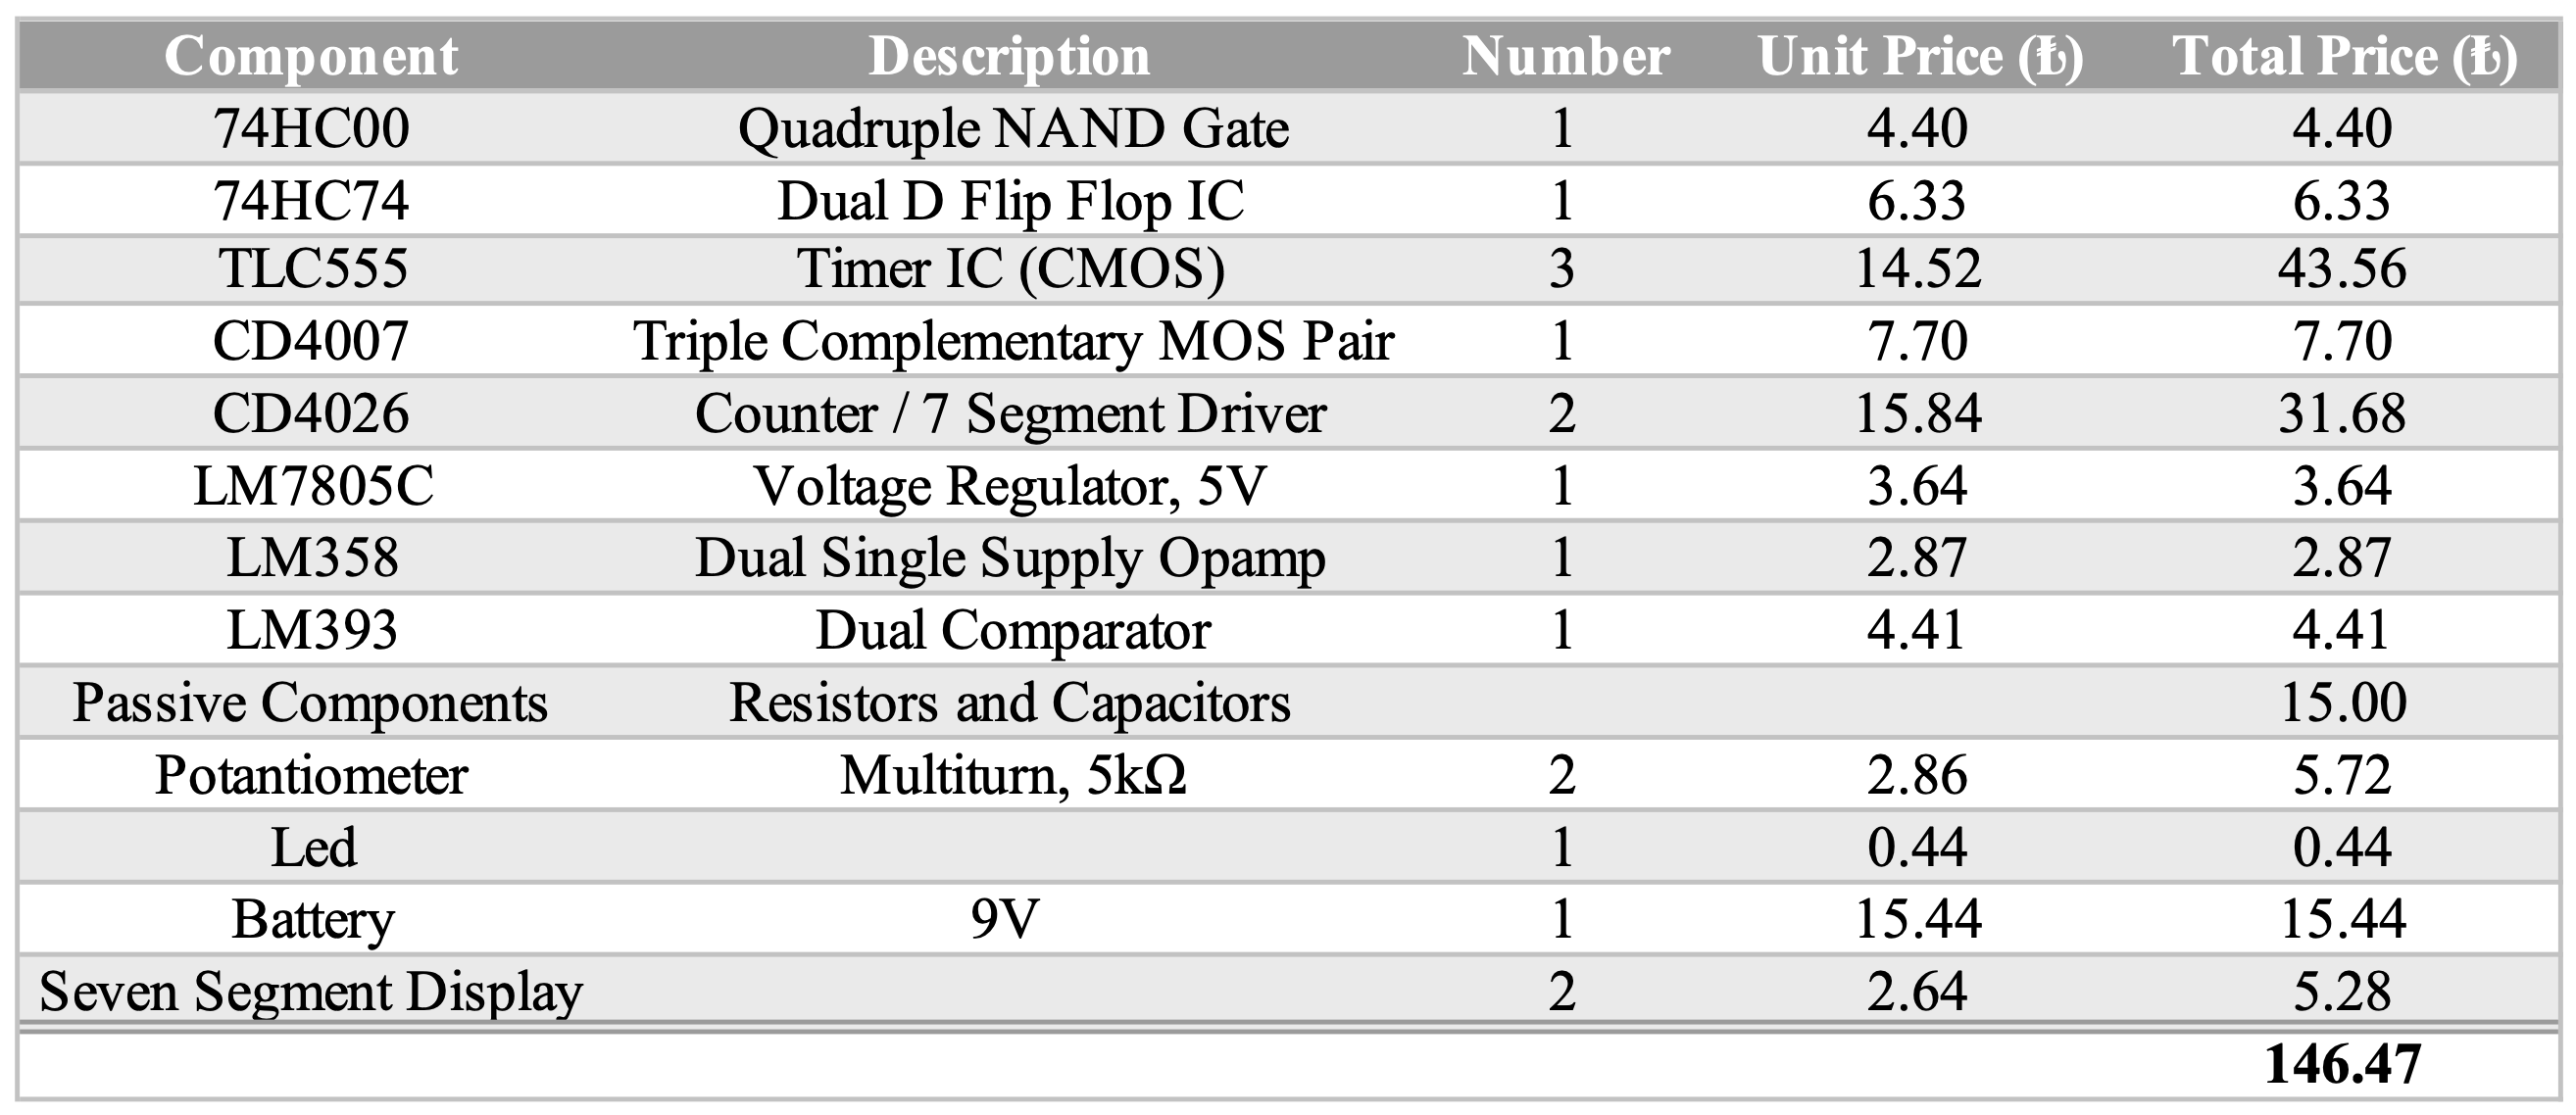 Component Description Number Unit Price (₺) Total Price (₺)
74HC00 Quadruple NAND Gate 1 4.40 4.40
74HC74 Dual D Flip Flop IC 1 6.33 6.33
TLC555 Timer IC (CMOS) 3 14.52 43.56
CD4007 Triple Complementary MOS Pair 1 7.70 7.70
CD4026 Counter / 7 Segment Driver 2 15.84 31.68
LM7805C Voltage Regulator, 5V 1 3.64 3.64
LM358 Dual Single Supply Opamp 1 2.87 2.87
LM393 Dual Comparator 1 4.41 4.41
Passive Components Resistors and Capacitors 15.00
Potantiometer Multiturn, 5kΩ 2 2.86 5.72
Led 1 0.44 0.44
Battery 9V 1 15.44 15.44
Seven Segment Display 2 2.64 5.28
146.47